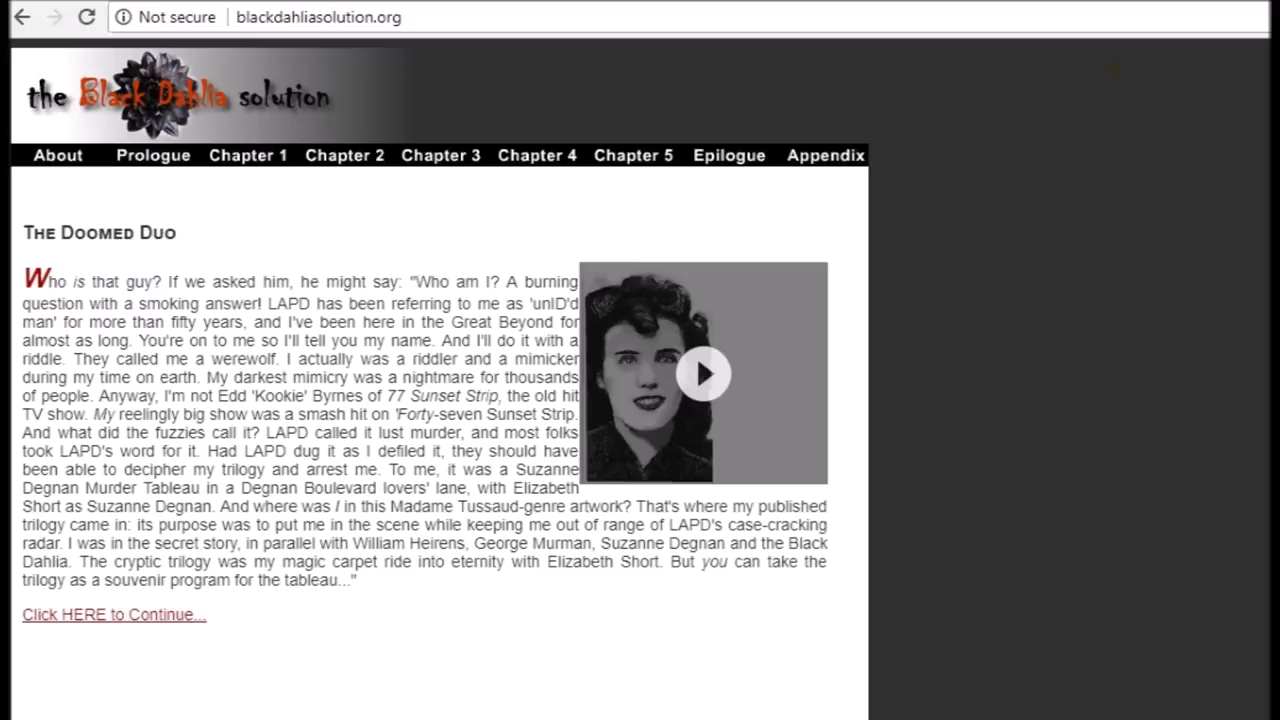 Not secure blackdahliasolution.org
the Black Dahlia solution
About Prologue Chapter 1 Chapter 2 Chapter 3 Chapter 4 Chapter 5 Epilogue Appendix
The Doomed Duo
Who is that guy? If we asked him, he might say: "Who am I? A burning
question with a smoking answer! LAPD has been referring to me as 'unID'd
man' for more than fifty years, and I've been here in the Great Beyond for
almost as long. You're on to me so I'll tell you my name. And I'll do it with a
riddle. They called me a werewolf. I actually was a riddler and a mimicker
during my time on earth. My darkest mimicry was a nightmare for thousands
of people. Anyway, I'm not Edd 'Kookie' Byrnes of 77 Sunset Strip, the old hit
TV show. My reelingly big show was a smash hit on 'Forty-seven Sunset Strip.
And what did the fuzzies call it? LAPD called it lust murder, and most folks
took LAPD's word for it. Had LAPD dug it as I defiled it, they should have
been able to decipher my trilogy and arrest me. To me, it was a Suzanne
Degnan Murder Tableau in a Degnan Boulevard lovers' lane, with Elizabeth
Short as Suzanne Degnan. And where was I in this Madame Tussaud-genre artwork? That's where my published
trilogy came in: its purpose was to put me in the scene while keeping me out of range of LAPD's case-cracking
radar. I was in the secret story, in parallel with William Heirens, George Murman, Suzanne Degnan and the Black
Dahlia. The cryptic trilogy was my magic carpet ride into eternity with Elizabeth Short. But you can take the
trilogy as a souvenir program for the tableau..."
Click HERE to Continue...